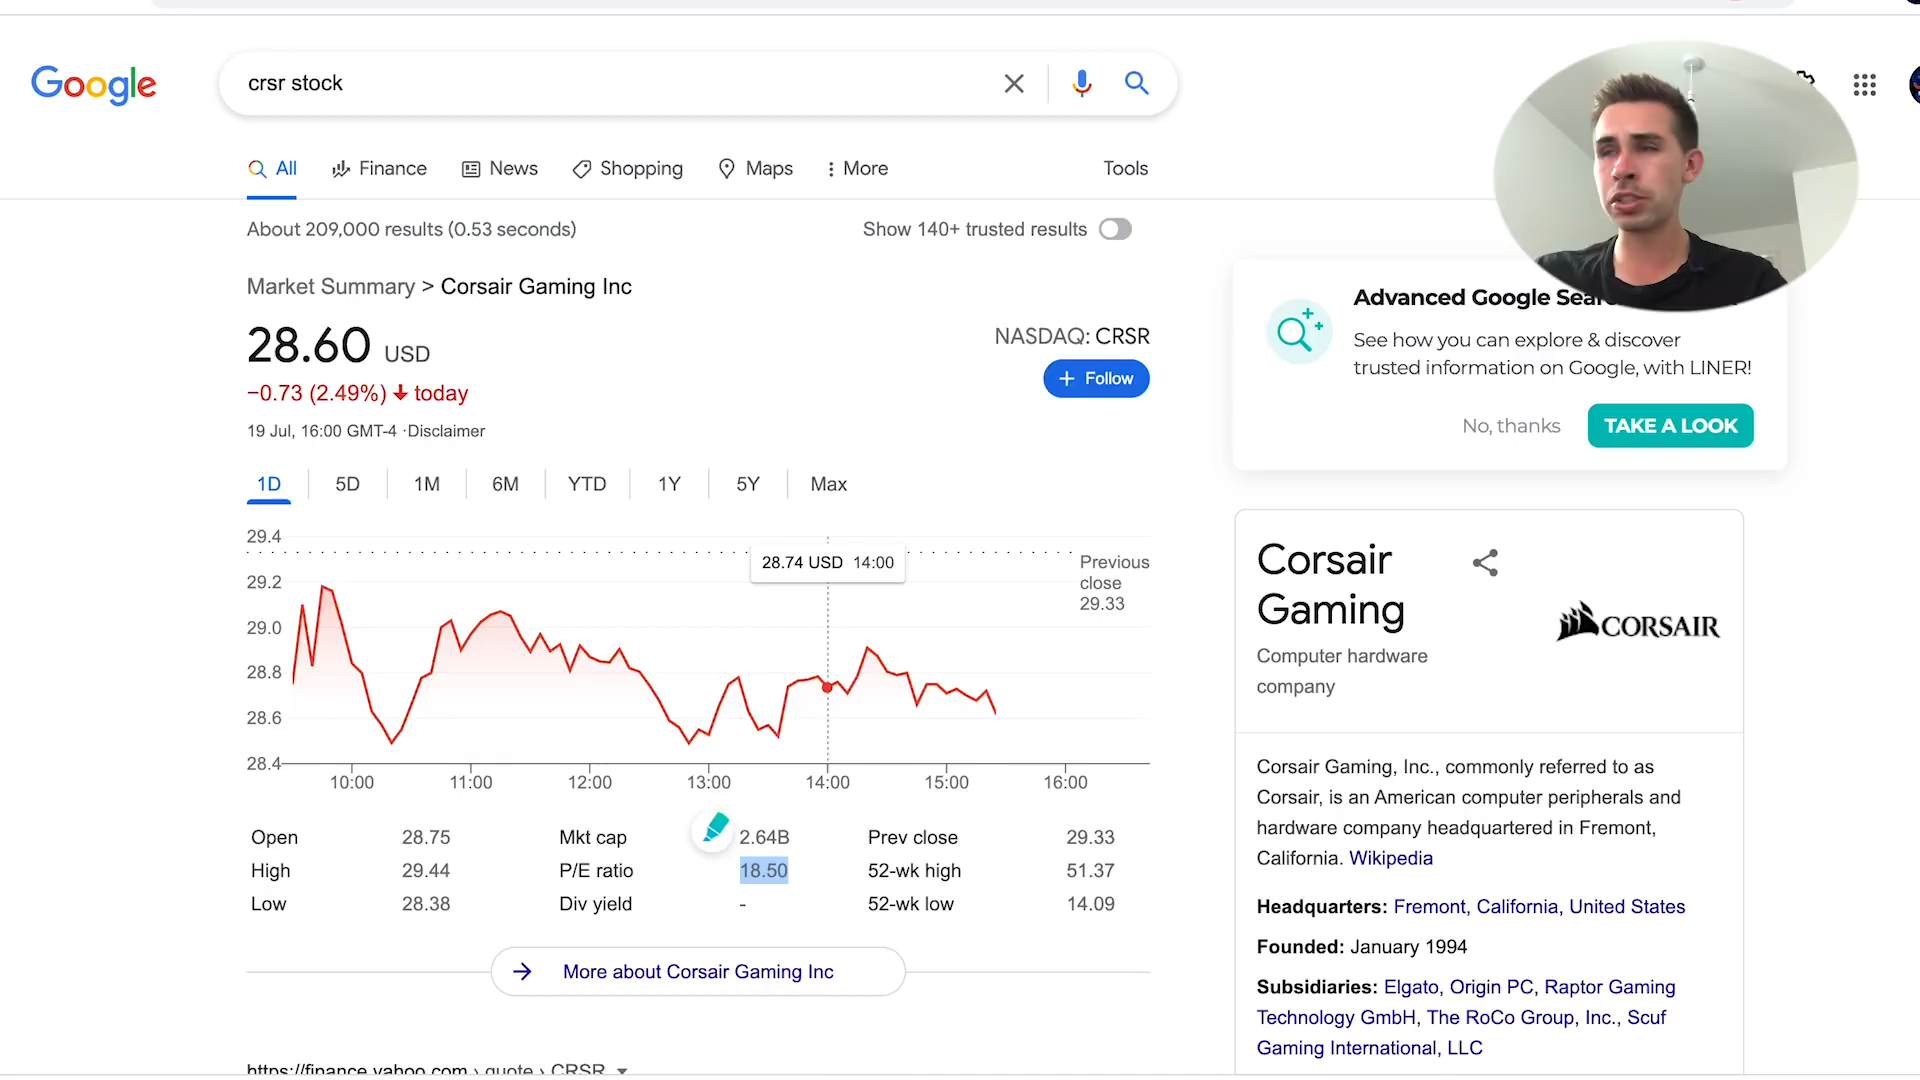 Google
crsr stock
All
Finance
News
Shopping
Maps
More
Tools
About 209,000 results (0.53 seconds)
Show 140+ trusted results
Market Summary > Corsair Gaming Inc
28.60 USD
−0.73 (2.49%) today
19 Jul, 16:00 GMT-4 ·Disclaimer
NASDAQ: CRSR
+ Follow
1D
5D
1M
6M
YTD
1Y
5Y
Max
29.4
29.2
29.0
28.8
28.6
28.4
28.74 USD 14:00
Previous
close
29.33
10:00
11:00
12:00
13:00
14:00
15:00
16:00
Open 28.75
Mkt cap 2.64B
Prev close 29.33
High 29.44
P/E ratio 18.50
52-wk high 51.37
Low 28.38
Div yield -
52-wk low 14.09
More about Corsair Gaming Inc
https://finance.yahoo.com › quote › CRSR
Advanced Google
See how you can explore & discover
trusted information on Google, with LINER!
No, thanks
TAKE A LOOK
Corsair
Gaming
CORSAIR
Computer hardware
company
Corsair Gaming, Inc., commonly referred to as
Corsair, is an American computer peripherals and
hardware company headquartered in Fremont,
California. Wikipedia
Headquarters: Fremont, California, United States
Founded: January 1994
Subsidiaries: Elgato, Origin PC, Raptor Gaming
Technology GmbH, The RoCo Group, Inc., Scuf
Gaming International, LLC